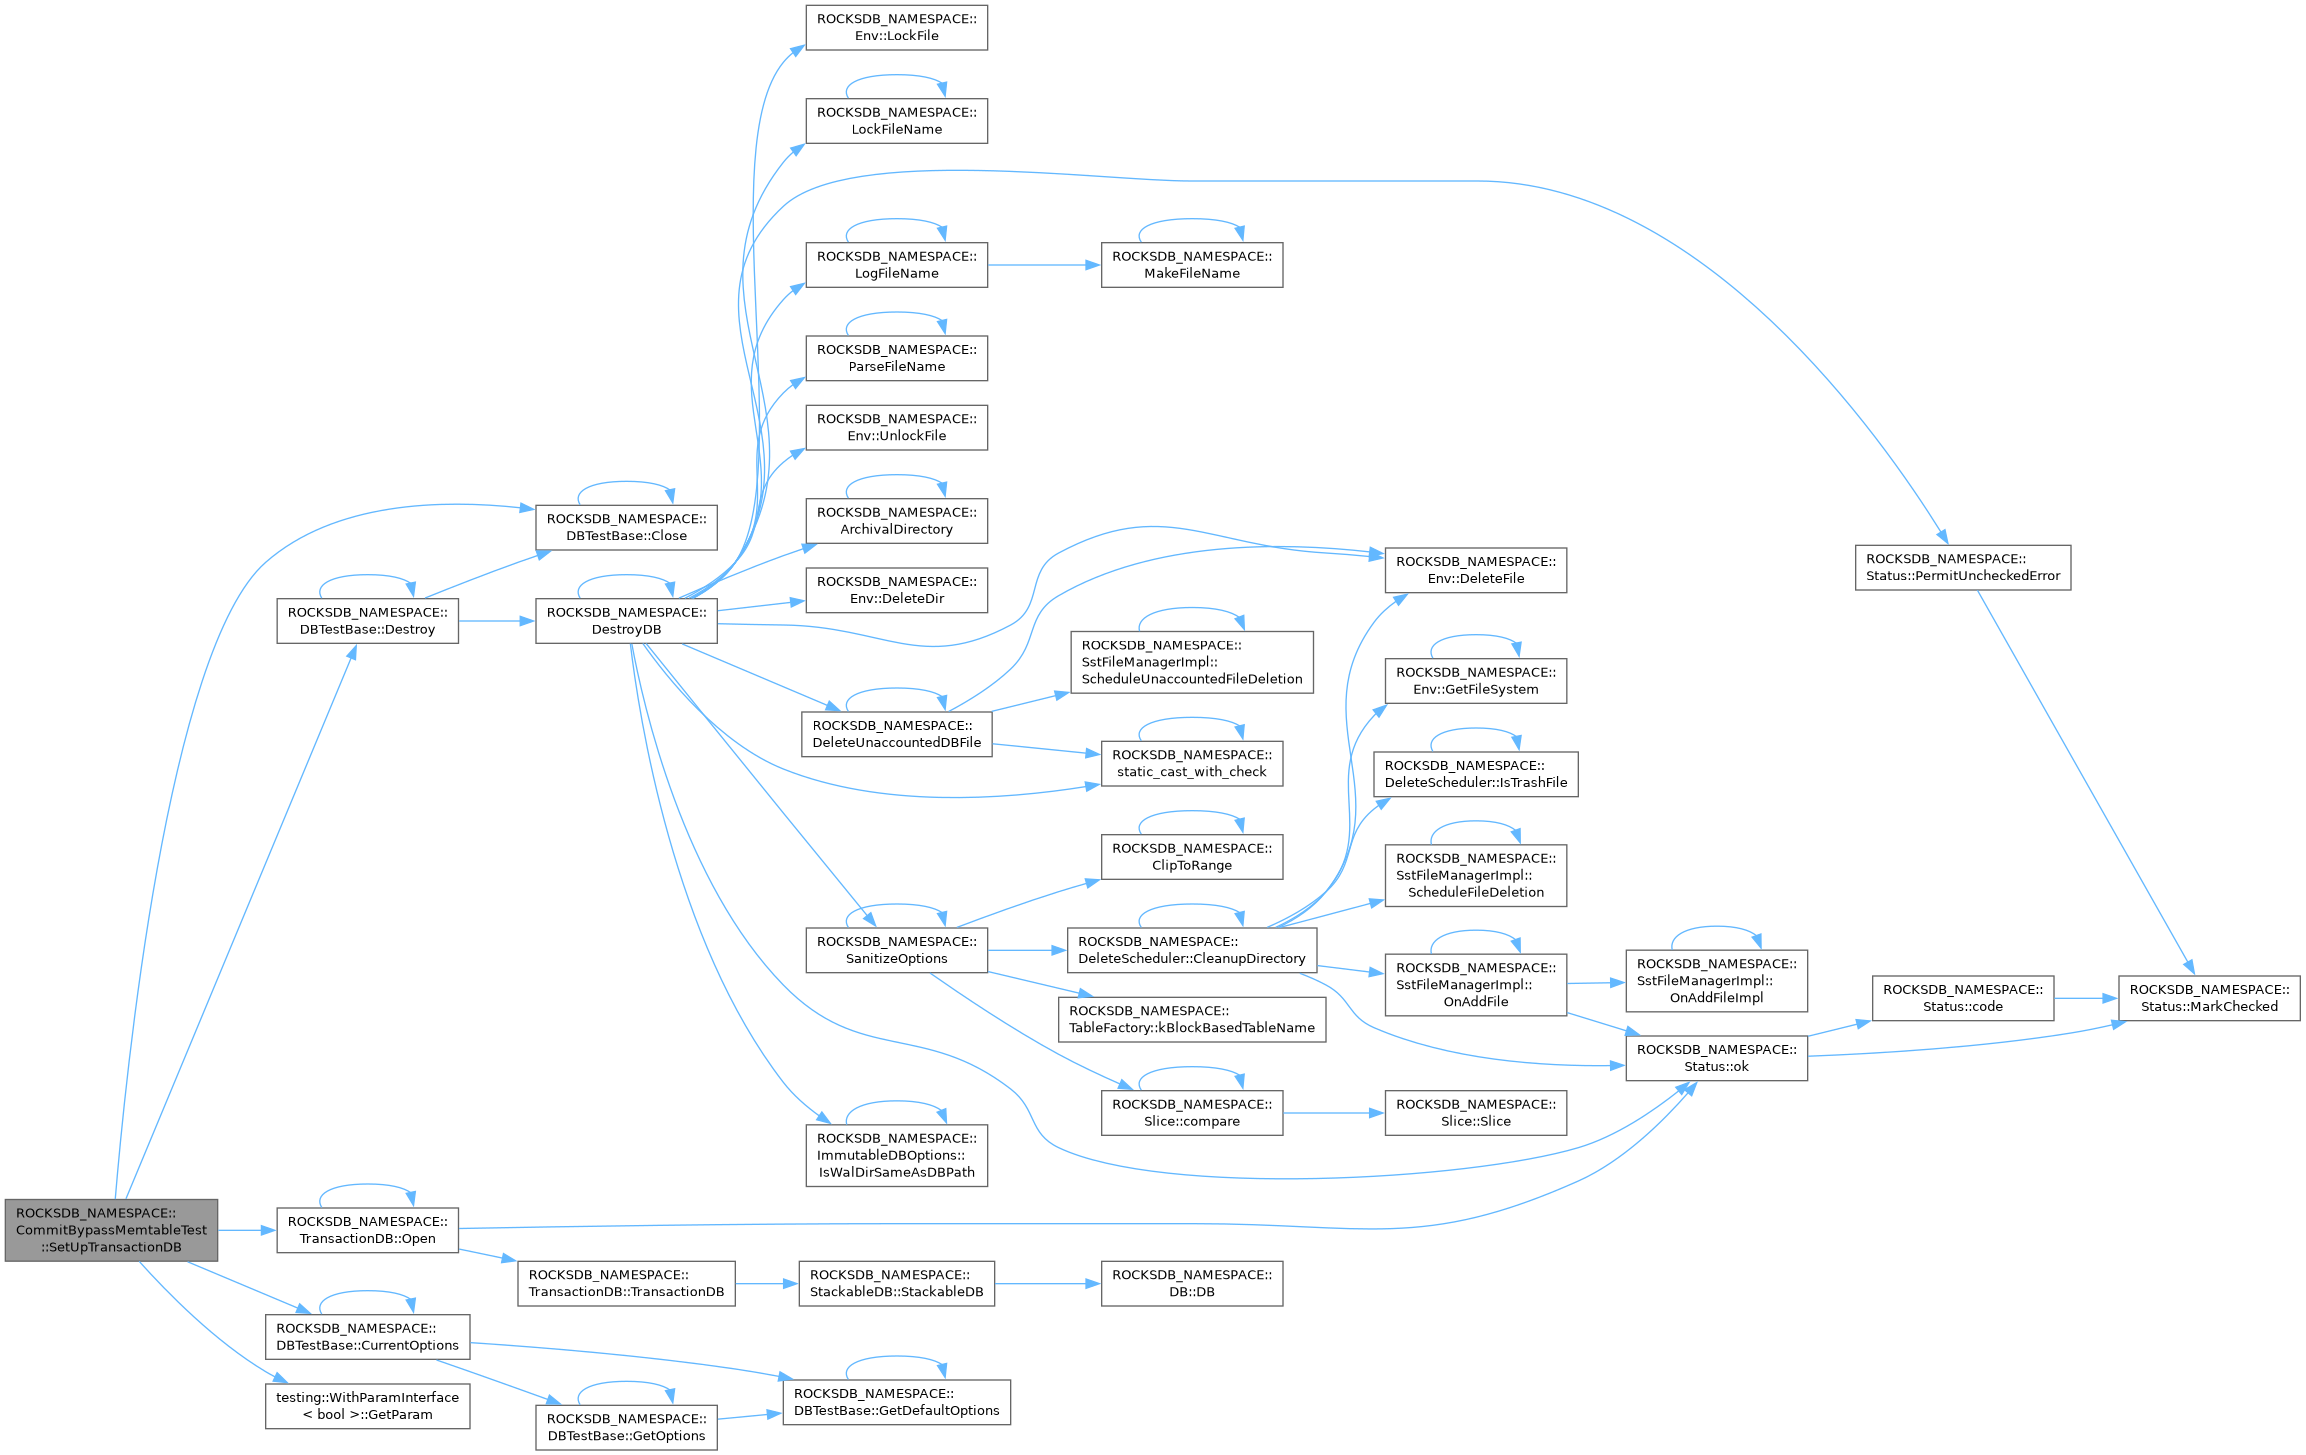 ROCKSDB_NAMESPACE::
Env::LockFile
ROCKSDB_NAMESPACE::
LockFileName
ROCKSDB_NAMESPACE::
LogFileName
ROCKSDB_NAMESPACE::
MakeFileName
ROCKSDB_NAMESPACE::
ParseFileName
ROCKSDB_NAMESPACE::
Env::UnlockFile
ROCKSDB_NAMESPACE::
DBTestBase::Close
ROCKSDB_NAMESPACE::
ArchivalDirectory
ROCKSDB_NAMESPACE::
Env::DeleteFile
ROCKSDB_NAMESPACE::
Status::PermitUncheckedError
ROCKSDB_NAMESPACE::
DBTestBase::Destroy
ROCKSDB_NAMESPACE::
DestroyDB
ROCKSDB_NAMESPACE::
Env::DeleteDir
ROCKSDB_NAMESPACE::
SstFileManagerImpl::
ScheduleUnaccountedFileDeletion
ROCKSDB_NAMESPACE::
Env::GetFileSystem
ROCKSDB_NAMESPACE::
DeleteUnaccountedDBFile
ROCKSDB_NAMESPACE::
static_cast_with_check
ROCKSDB_NAMESPACE::
DeleteScheduler::IsTrashFile
ROCKSDB_NAMESPACE::
ClipToRange
ROCKSDB_NAMESPACE::
SstFileManagerImpl::
ScheduleFileDeletion
ROCKSDB_NAMESPACE::
SanitizeOptions
ROCKSDB_NAMESPACE::
DeleteScheduler::CleanupDirectory
ROCKSDB_NAMESPACE::
SstFileManagerImpl::
OnAddFile
ROCKSDB_NAMESPACE::
SstFileManagerImpl::
OnAddFileImpl
ROCKSDB_NAMESPACE::
Status::code
ROCKSDB_NAMESPACE::
Status::MarkChecked
ROCKSDB_NAMESPACE::
TableFactory::kBlockBasedTableName
ROCKSDB_NAMESPACE::
Status::ok
ROCKSDB_NAMESPACE::
Slice::compare
ROCKSDB_NAMESPACE::
Slice::Slice
ROCKSDB_NAMESPACE::
ImmutableDBOptions::
IsWalDirSameAsDBPath
ROCKSDB_NAMESPACE::
CommitBypassMemtableTest
::SetUpTransactionDB
ROCKSDB_NAMESPACE::
TransactionDB::Open
ROCKSDB_NAMESPACE::
TransactionDB::TransactionDB
ROCKSDB_NAMESPACE::
StackableDB::StackableDB
ROCKSDB_NAMESPACE::
DB::DB
ROCKSDB_NAMESPACE::
DBTestBase::CurrentOptions
testing::WithParamInterface
< bool >::GetParam
ROCKSDB_NAMESPACE::
DBTestBase::GetOptions
ROCKSDB_NAMESPACE::
DBTestBase::GetDefaultOptions